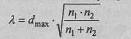 λ = d_max · √(n₁ · n₂ / n₁ + n₂)